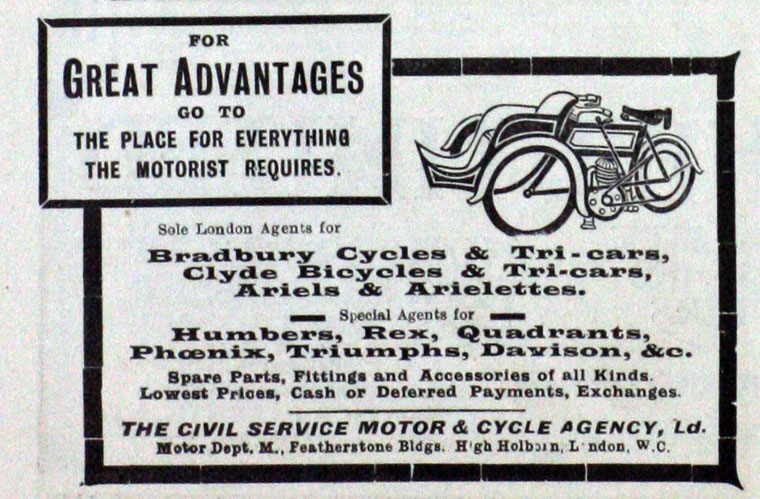 FOR
GREAT ADVANTAGES
GO TO
THE PLACE FOR EVERYTHING
THE MOTORIST REQUIRES.
Sole London Agents for
Bradbury Cycles & Tri-cars,
Clyde Bicycles & Tri-cars,
Ariels & Arielettes.
Special Agents for
Humbers, Rex, Quadrants,
Phœnix, Triumphs, Davison, &c.
Spare Parts, Fittings and Accessories of all Kinds.
Lowest Prices, Cash or Deferred Payments, Exchanges.
THE CIVIL SERVICE MOTOR & CYCLE AGENCY, Ld.
Motor Dept. M., Featherstone Bldgs. High Holborn, London, W.C.